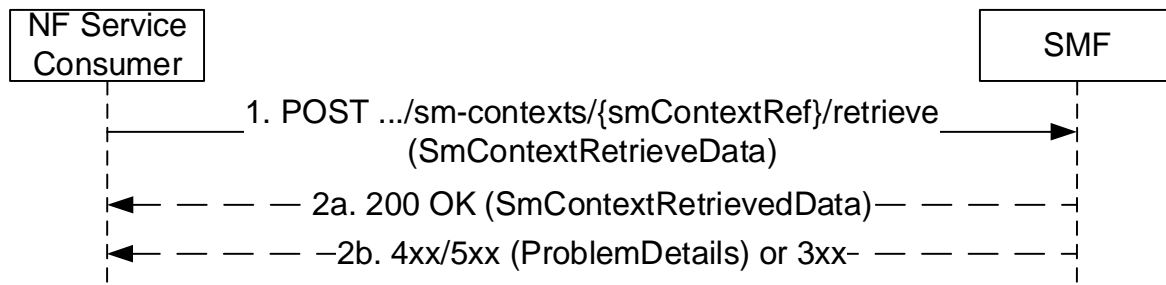 NF Service
Consumer
SMF
1. POST .../sm-contexts/{smContextRef}/retrieve
(SmContextRetrieveData)
2a. 200 OK (SmContextRetrievedData)
2b. 4xx/5xx (ProblemDetails) or 3xx